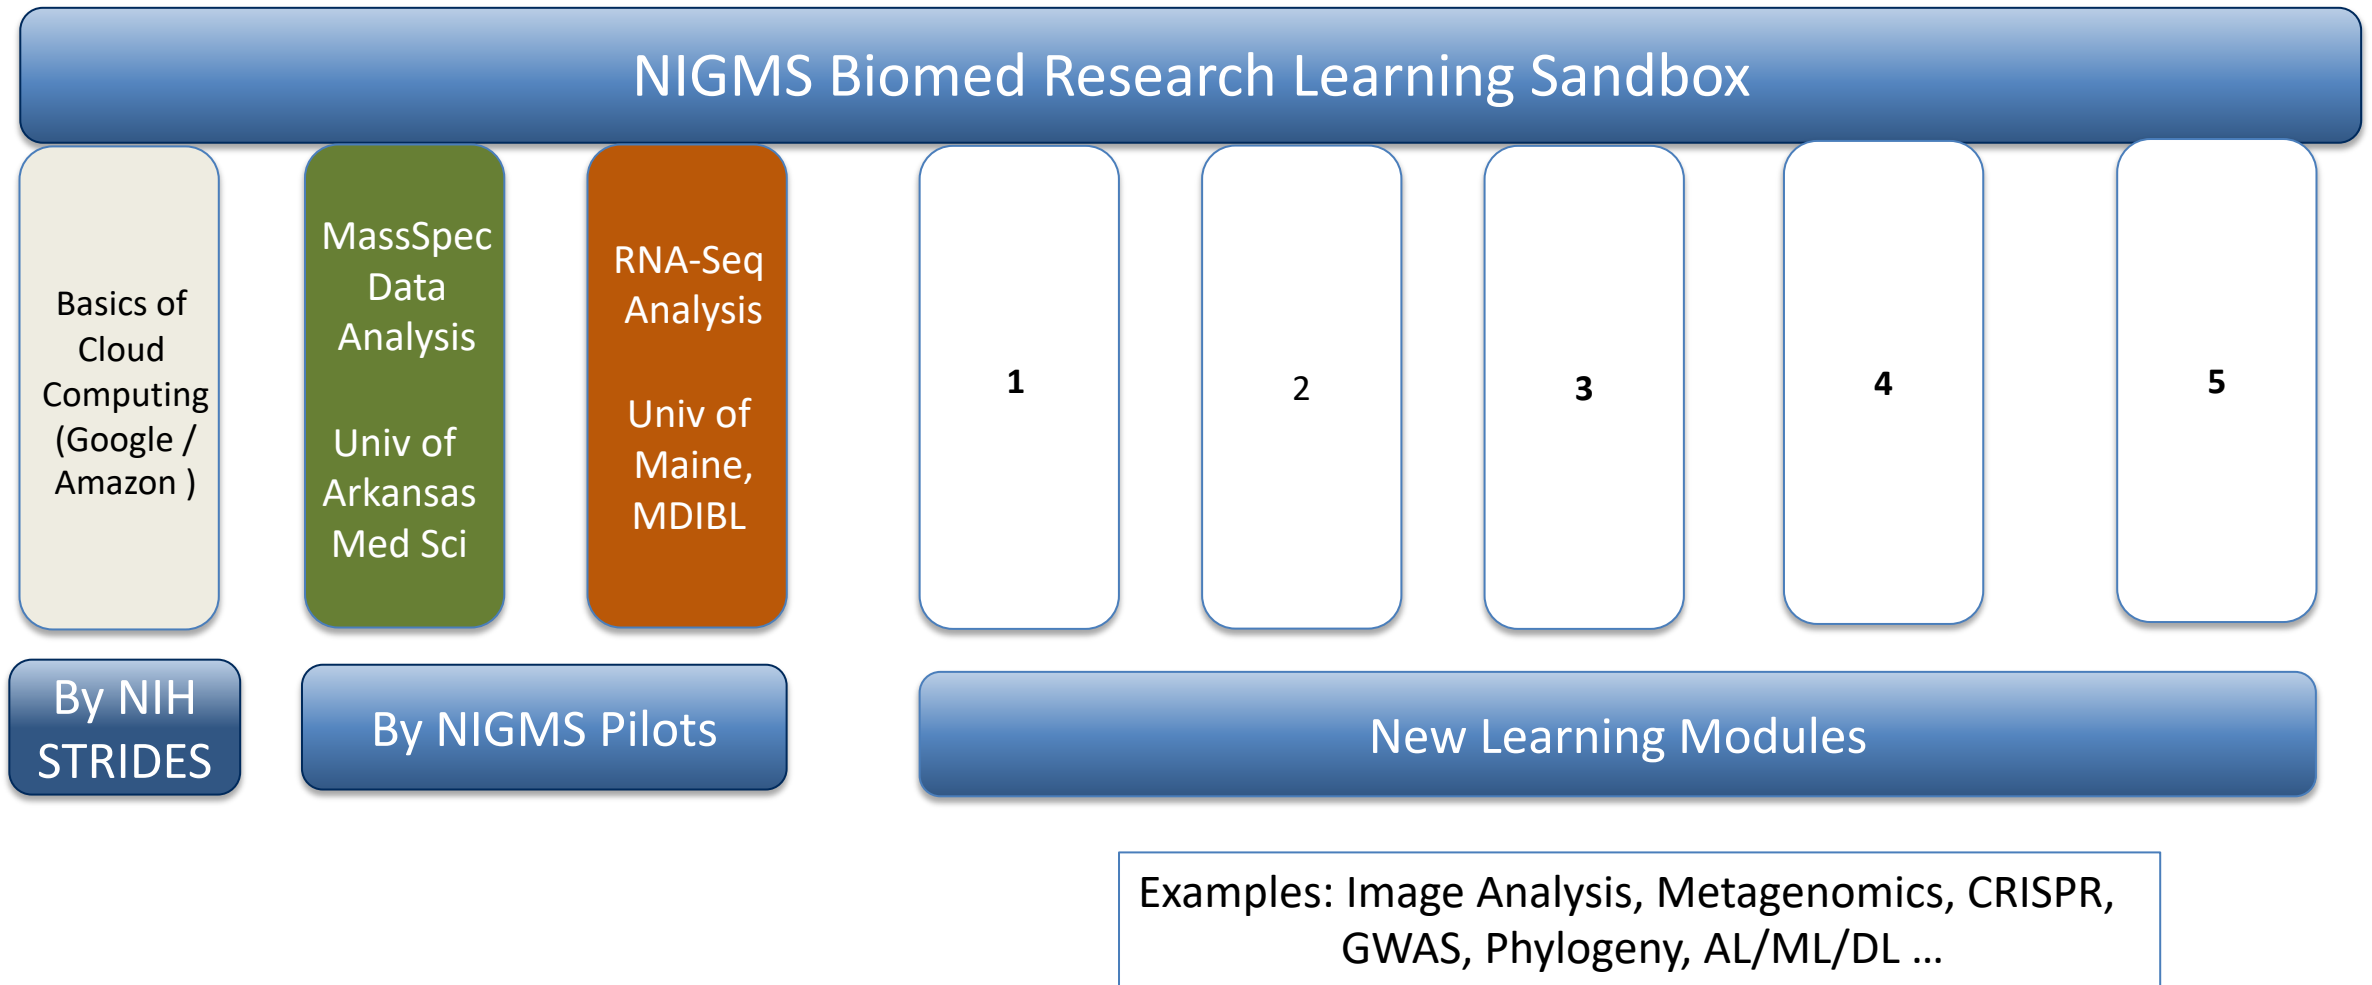 NIGMS Biomed Research Learning Sandbox
Basics of
Cloud
Computing
(Google /
Amazon )
MassSpec
Data
Analysis
Univ of
Arkansas
Med Sci
RNA-Seq
Analysis
Univ of
Maine,
MDIBL
1
2
3
4
5
By NIH
STRIDES
By NIGMS Pilots
New Learning Modules
Examples: Image Analysis, Metagenomics, CRISPR,
GWAS, Phylogeny, AL/ML/DL ...